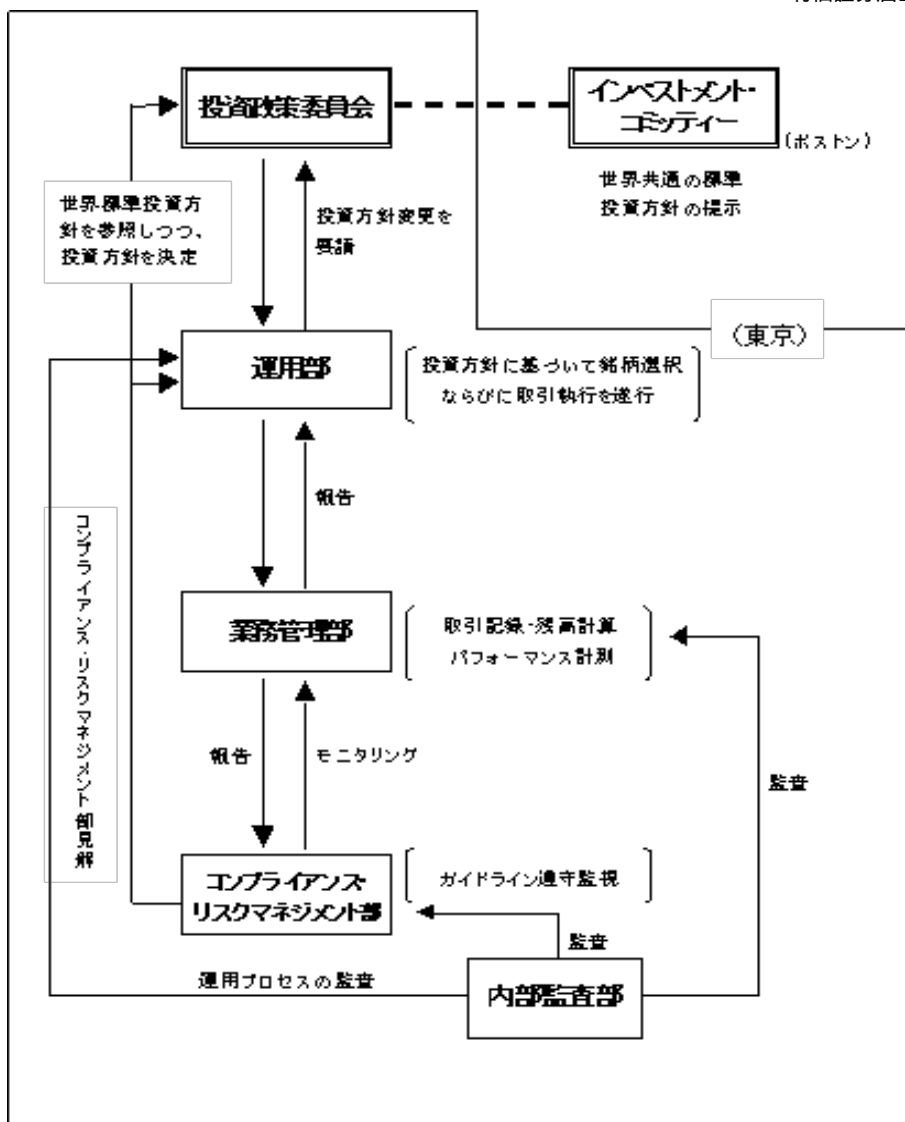 投資政策委員会
インベストメント・
コミッティー
(ボストン)
世界共通の標準
投資方針の提示
世界標準投資方
針を参照しつつ、
投資方針を決定
投資方針変更を
要請
(東京)
運用部
投資方針に基づいて銘柄選択
ならびに取引執行を遂行
報告
コンプライアンス・リスクマネジメント部見解
業務管理部
取引記録・残高計算
パフォーマンス計測
報告
モニタリング
監査
コンプライアンス・
リスクマネジメント部
ガイドライン遵守監視
監査
運用プロセスの監査
内部監査部